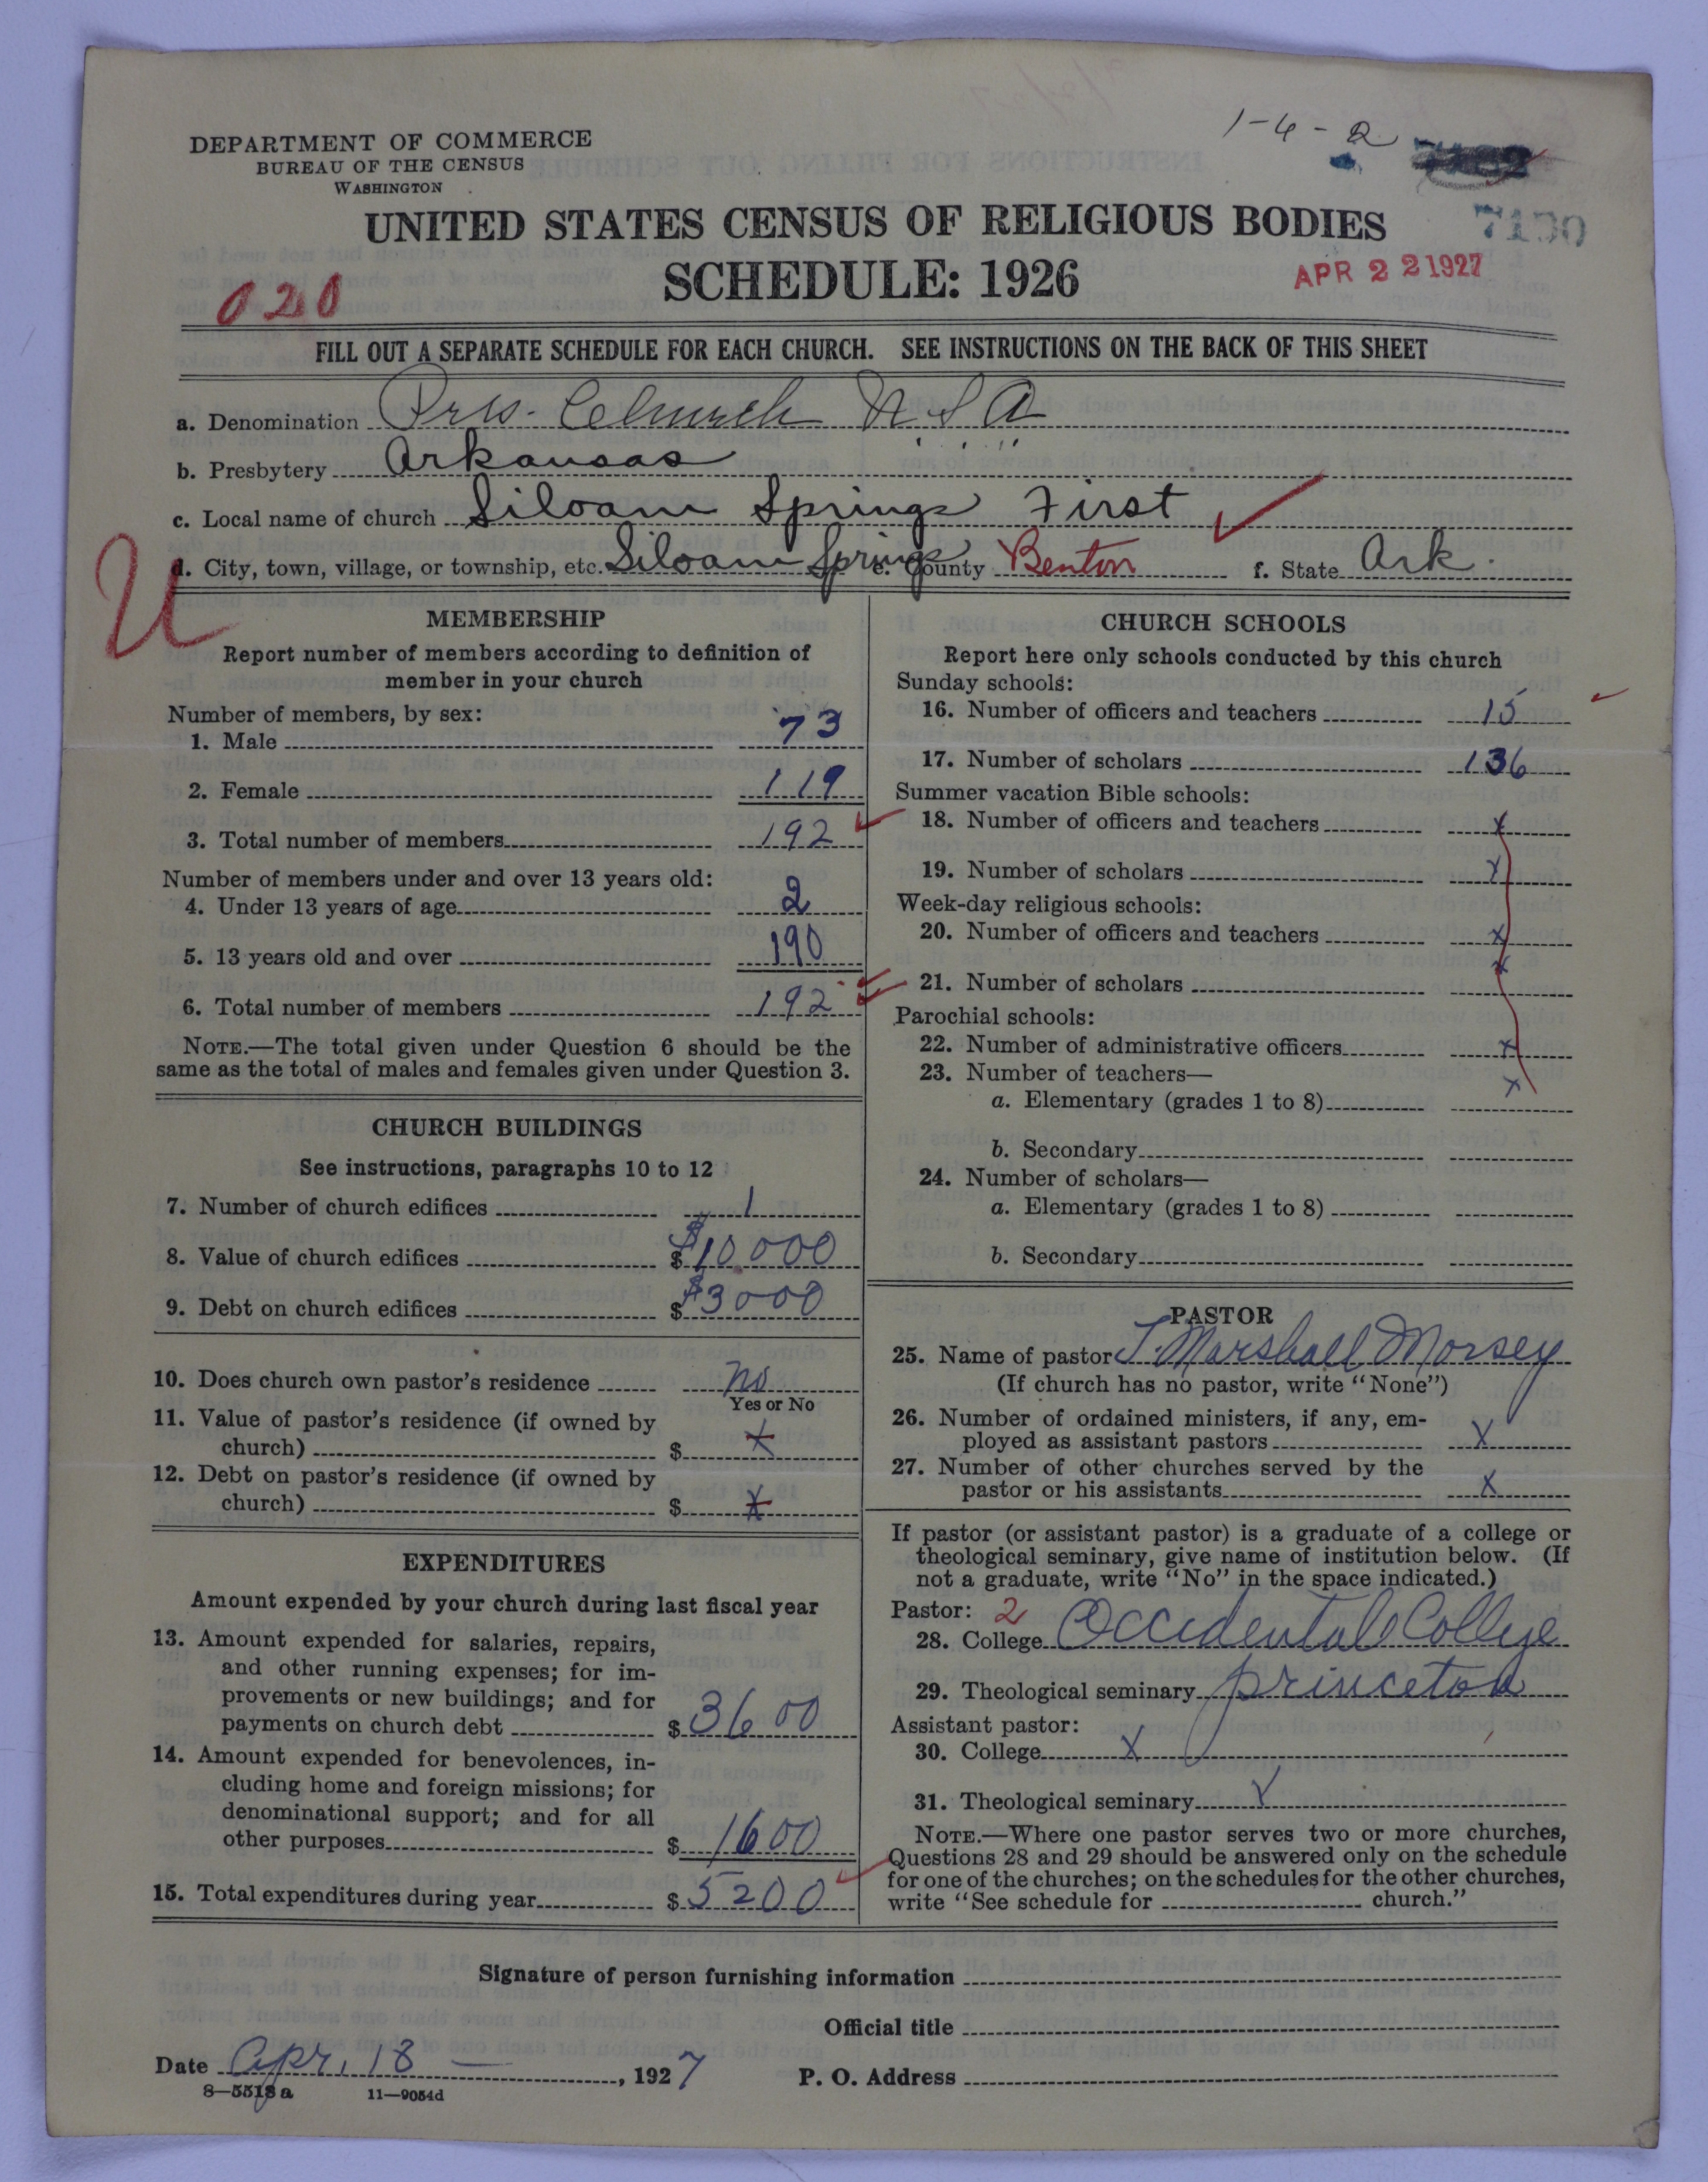 1-4-2
DEPARTMENT OF COMMERCE
BUREAU OF THE CENSUS
WASHINGTON
UNITED STATES CENSUS OF RELIGIOUS BODIES
7190
SCHEDULE: 1926
APR 22 1927
020
FILL OUT A SEPARATE SCHEDULE FOR EACH CHURCH. SEE INSTRUCTIONS ON THE BACK OF THIS SHEET
a. Denomination Pres. Church U S A
b. Presbytery Arkansas
c. Local name of church Siloam Springs First
d. City, town, village, or township, etc. Siloam Springs e. County Benton f. State Ark.
U
MEMBERSHIP
Report number of members according to definition of
member in your church
Number of members, by sex:
1. Male 73
2. Female 119
3. Total number of members 192
Number of members under and over 13 years old:
4. Under 13 years of age 2
5. 13 years old and over 190
6. Total number of members 192
NOTE.—The total given under Question 6 should be the
same as the total of males and females given under Question 3.
CHURCH BUILDINGS
See instructions, paragraphs 10 to 12
7. Number of church edifices 1
8. Value of church edifices $ $10000
9. Debt on church edifices $ $3000
10. Does church own pastor's residence no
Yes or No
11. Value of pastor's residence (if owned by
church) $ X
12. Debt on pastor's residence (if owned by
church) $ X
EXPENDITURES
Amount expended by your church during last fiscal year
13. Amount expended for salaries, repairs,
and other running expenses; for im-
provements or new buildings; and for
payments on church debt $ 3600
14. Amount expended for benevolences, in-
cluding home and foreign missions; for
denominational support; and for all
other purposes $ 1600
15. Total expenditures during year $ 5200
CHURCH SCHOOLS
Report here only schools conducted by this church
Sunday schools:
16. Number of officers and teachers 15
17. Number of scholars 136
Summer vacation Bible schools:
18. Number of officers and teachers X
19. Number of scholars X
Week-day religious schools:
20. Number of officers and teachers X
21. Number of scholars X
Parochial schools:
22. Number of administrative officers X
23. Number of teachers—
a. Elementary (grades 1 to 8) X
b. Secondary
24. Number of scholars—
a. Elementary (grades 1 to 8)
b. Secondary
PASTOR
25. Name of pastor J. Marshall Morsey
(If church has no pastor, write "None")
26. Number of ordained ministers, if any, em-
ployed as assistant pastors X
27. Number of other churches served by the
pastor or his assistants X
If pastor (or assistant pastor) is a graduate of a college or
theological seminary, give name of institution below. (If
not a graduate, write "No" in the space indicated.)
Pastor: 2
28. College Occidental College
29. Theological seminary princeton
Assistant pastor:
30. College X
31. Theological seminary X
NOTE.—Where one pastor serves two or more churches,
Questions 28 and 29 should be answered only on the schedule
for one of the churches; on the schedules for the other churches,
write "See schedule for church."
Signature of person furnishing information
Official title
Date Apr. 18 — , 1927
P. O. Address
8—5518 a 11—9054d